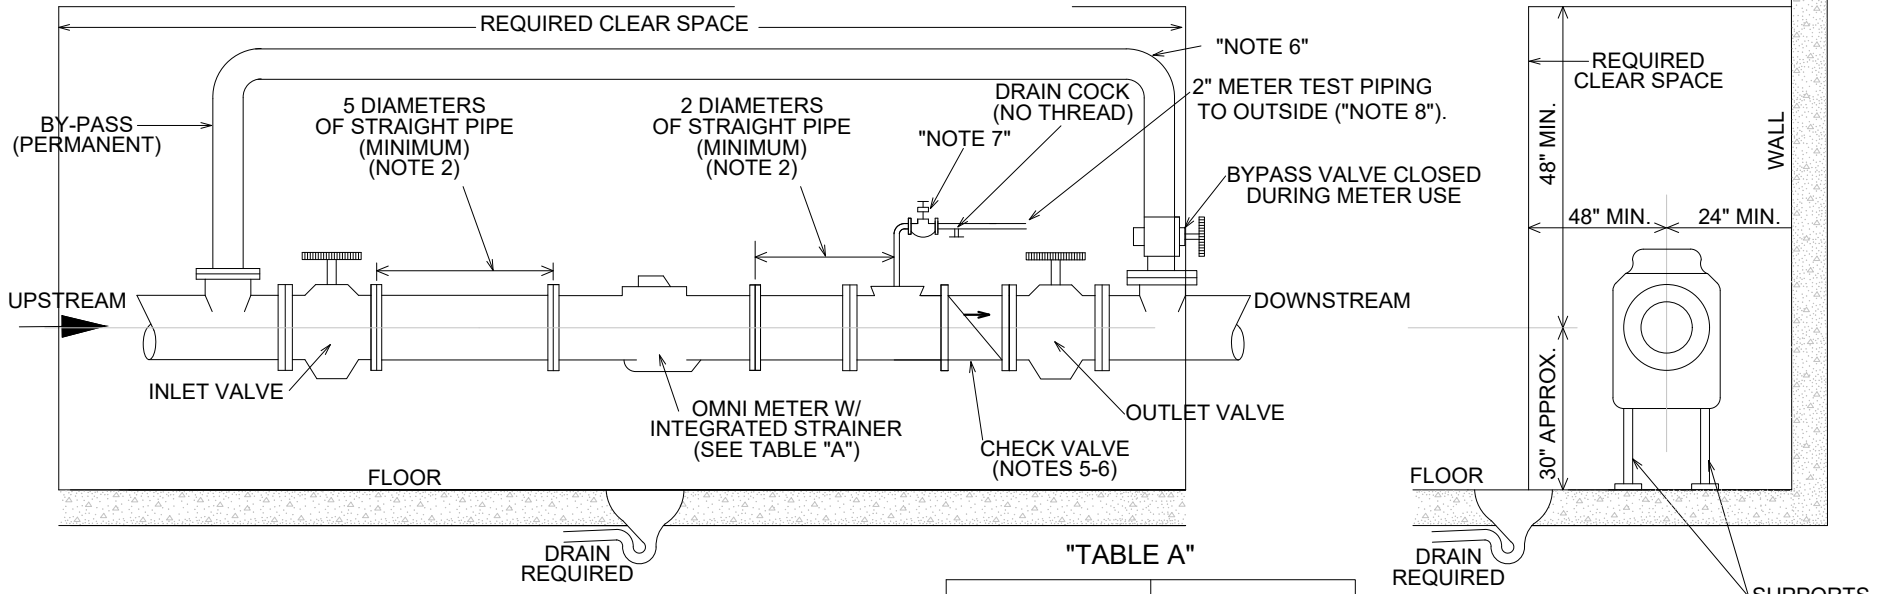 REQUIRED CLEAR SPACE
"NOTE 6"
BY-PASS
(PERMANENT)
5 DIAMETERS
OF STRAIGHT PIPE
(MINIMUM)
(NOTE 2)
2 DIAMETERS
OF STRAIGHT PIPE
(MINIMUM)
(NOTE 2)
"NOTE 7"
DRAIN COCK
(NO THREAD)
2" METER TEST PIPING
TO OUTSIDE ("NOTE 8").
BYPASS VALVE CLOSED
DURING METER USE
UPSTREAM
DOWNSTREAM
INLET VALVE
OMNI METER W/
INTEGRATED STRAINER
(SEE TABLE "A")
CHECK VALVE
(NOTES 5-6)
OUTLET VALVE
FLOOR
DRAIN
REQUIRED
"TABLE A"
REQUIRED
CLEAR SPACE
48" MIN.
WALL
48" MIN.
24" MIN.
30" APPROX.
FLOOR
DRAIN
REQUIRED
SUPPORTS